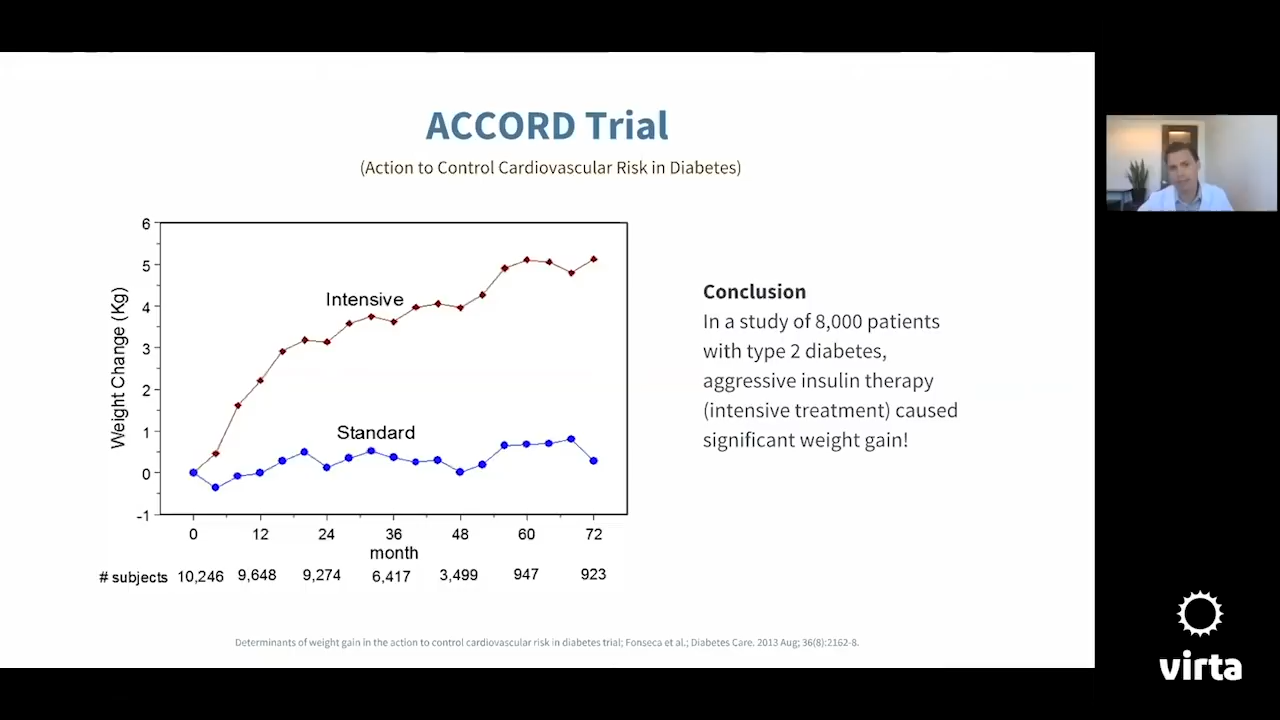 ACCORD Trial
(Action to Control Cardiovascular Risk in Diabetes)
6
5
4
3
2
1
0
-1
Weight Change (Kg)
Intensive
Standard
0 12 24 36 48 60 72
month
# subjects 10,246 9,648 9,274 6,417 3,499 947 923
Conclusion
In a study of 8,000 patients
with type 2 diabetes,
aggressive insulin therapy
(intensive treatment) caused
significant weight gain!
Determinants of weight gain in the action to control cardiovascular risk in diabetes trial; Fonseca et al.; Diabetes Care. 2013 Aug; 36(8):2162-8.
virta